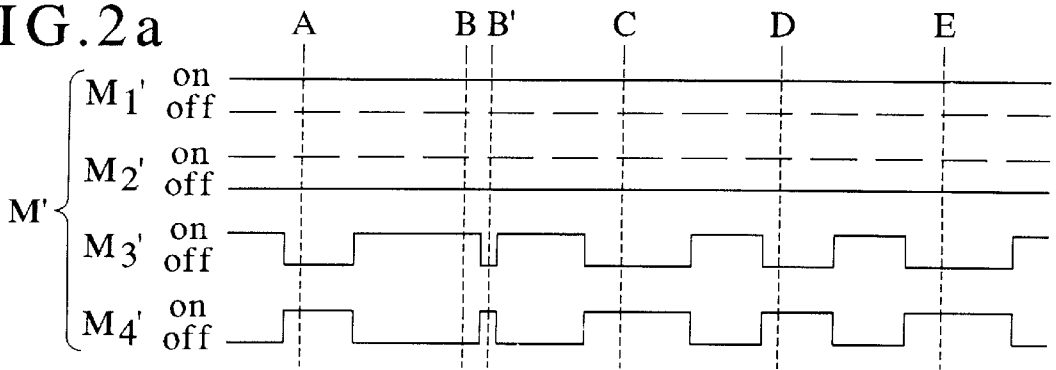 IG.2a
A B B' C D E
M1' on
off
M2' on
off
M' M3' on
off
M4' on
off